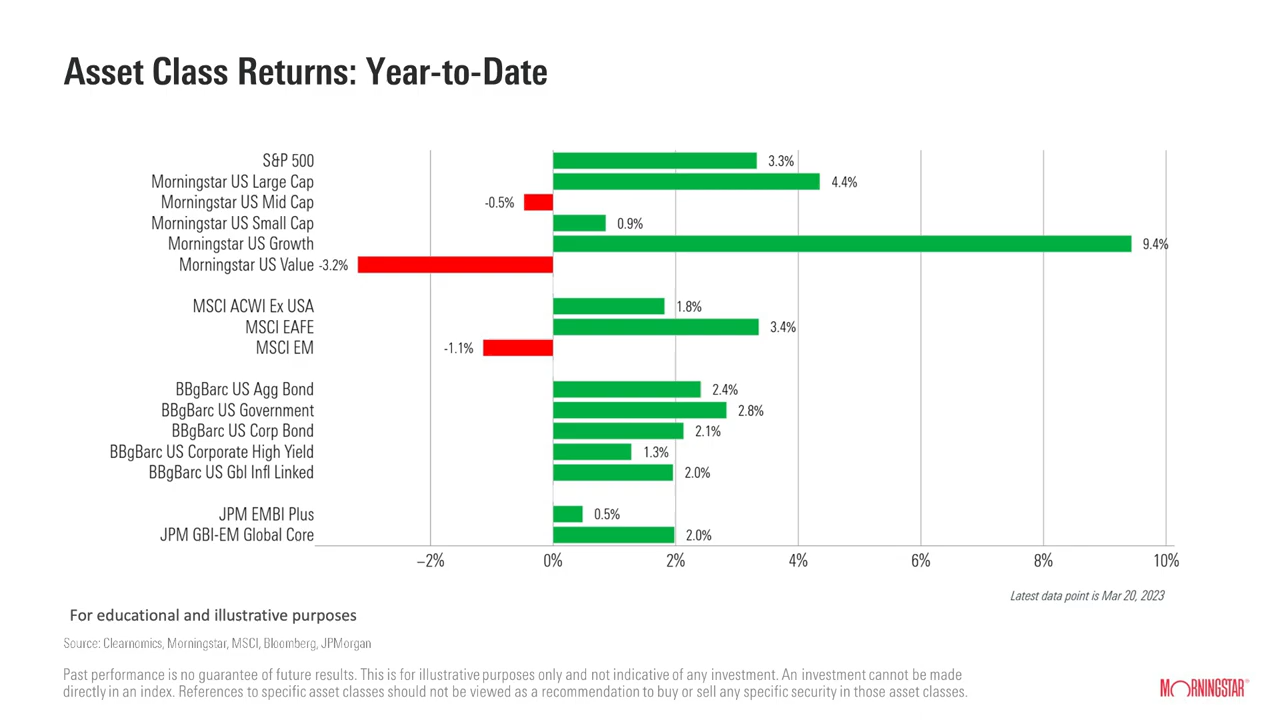 Asset Class Returns: Year-to-Date
S&P 500 3.3%
Morningstar US Large Cap 4.4%
Morningstar US Mid Cap -0.5%
Morningstar US Small Cap 0.9%
Morningstar US Growth 9.4%
Morningstar US Value -3.2%
MSCI ACWI Ex USA 1.8%
MSCI EAFE 3.4%
MSCI EM -1.1%
BBgBarc US Agg Bond 2.4%
BBgBarc US Government 2.8%
BBgBarc US Corp Bond 2.1%
BBgBarc US Corporate High Yield 1.3%
BBgBarc US Gbl Infl Linked 2.0%
JPM EMBI Plus 0.5%
JPM GBI-EM Global Core 2.0%
–2% 0% 2% 4% 6% 8% 10%
Latest data point is Mar 20, 2023
For educational and illustrative purposes
Source: Clearnomics, Morningstar, MSCI, Bloomberg, JPMorgan
Past performance is no guarantee of future results. This is for illustrative purposes only and not indicative of any investment. An investment cannot be made
directly in an index. References to specific asset classes should not be viewed as a recommendation to buy or sell any specific security in those asset classes.
MORNINGSTAR®